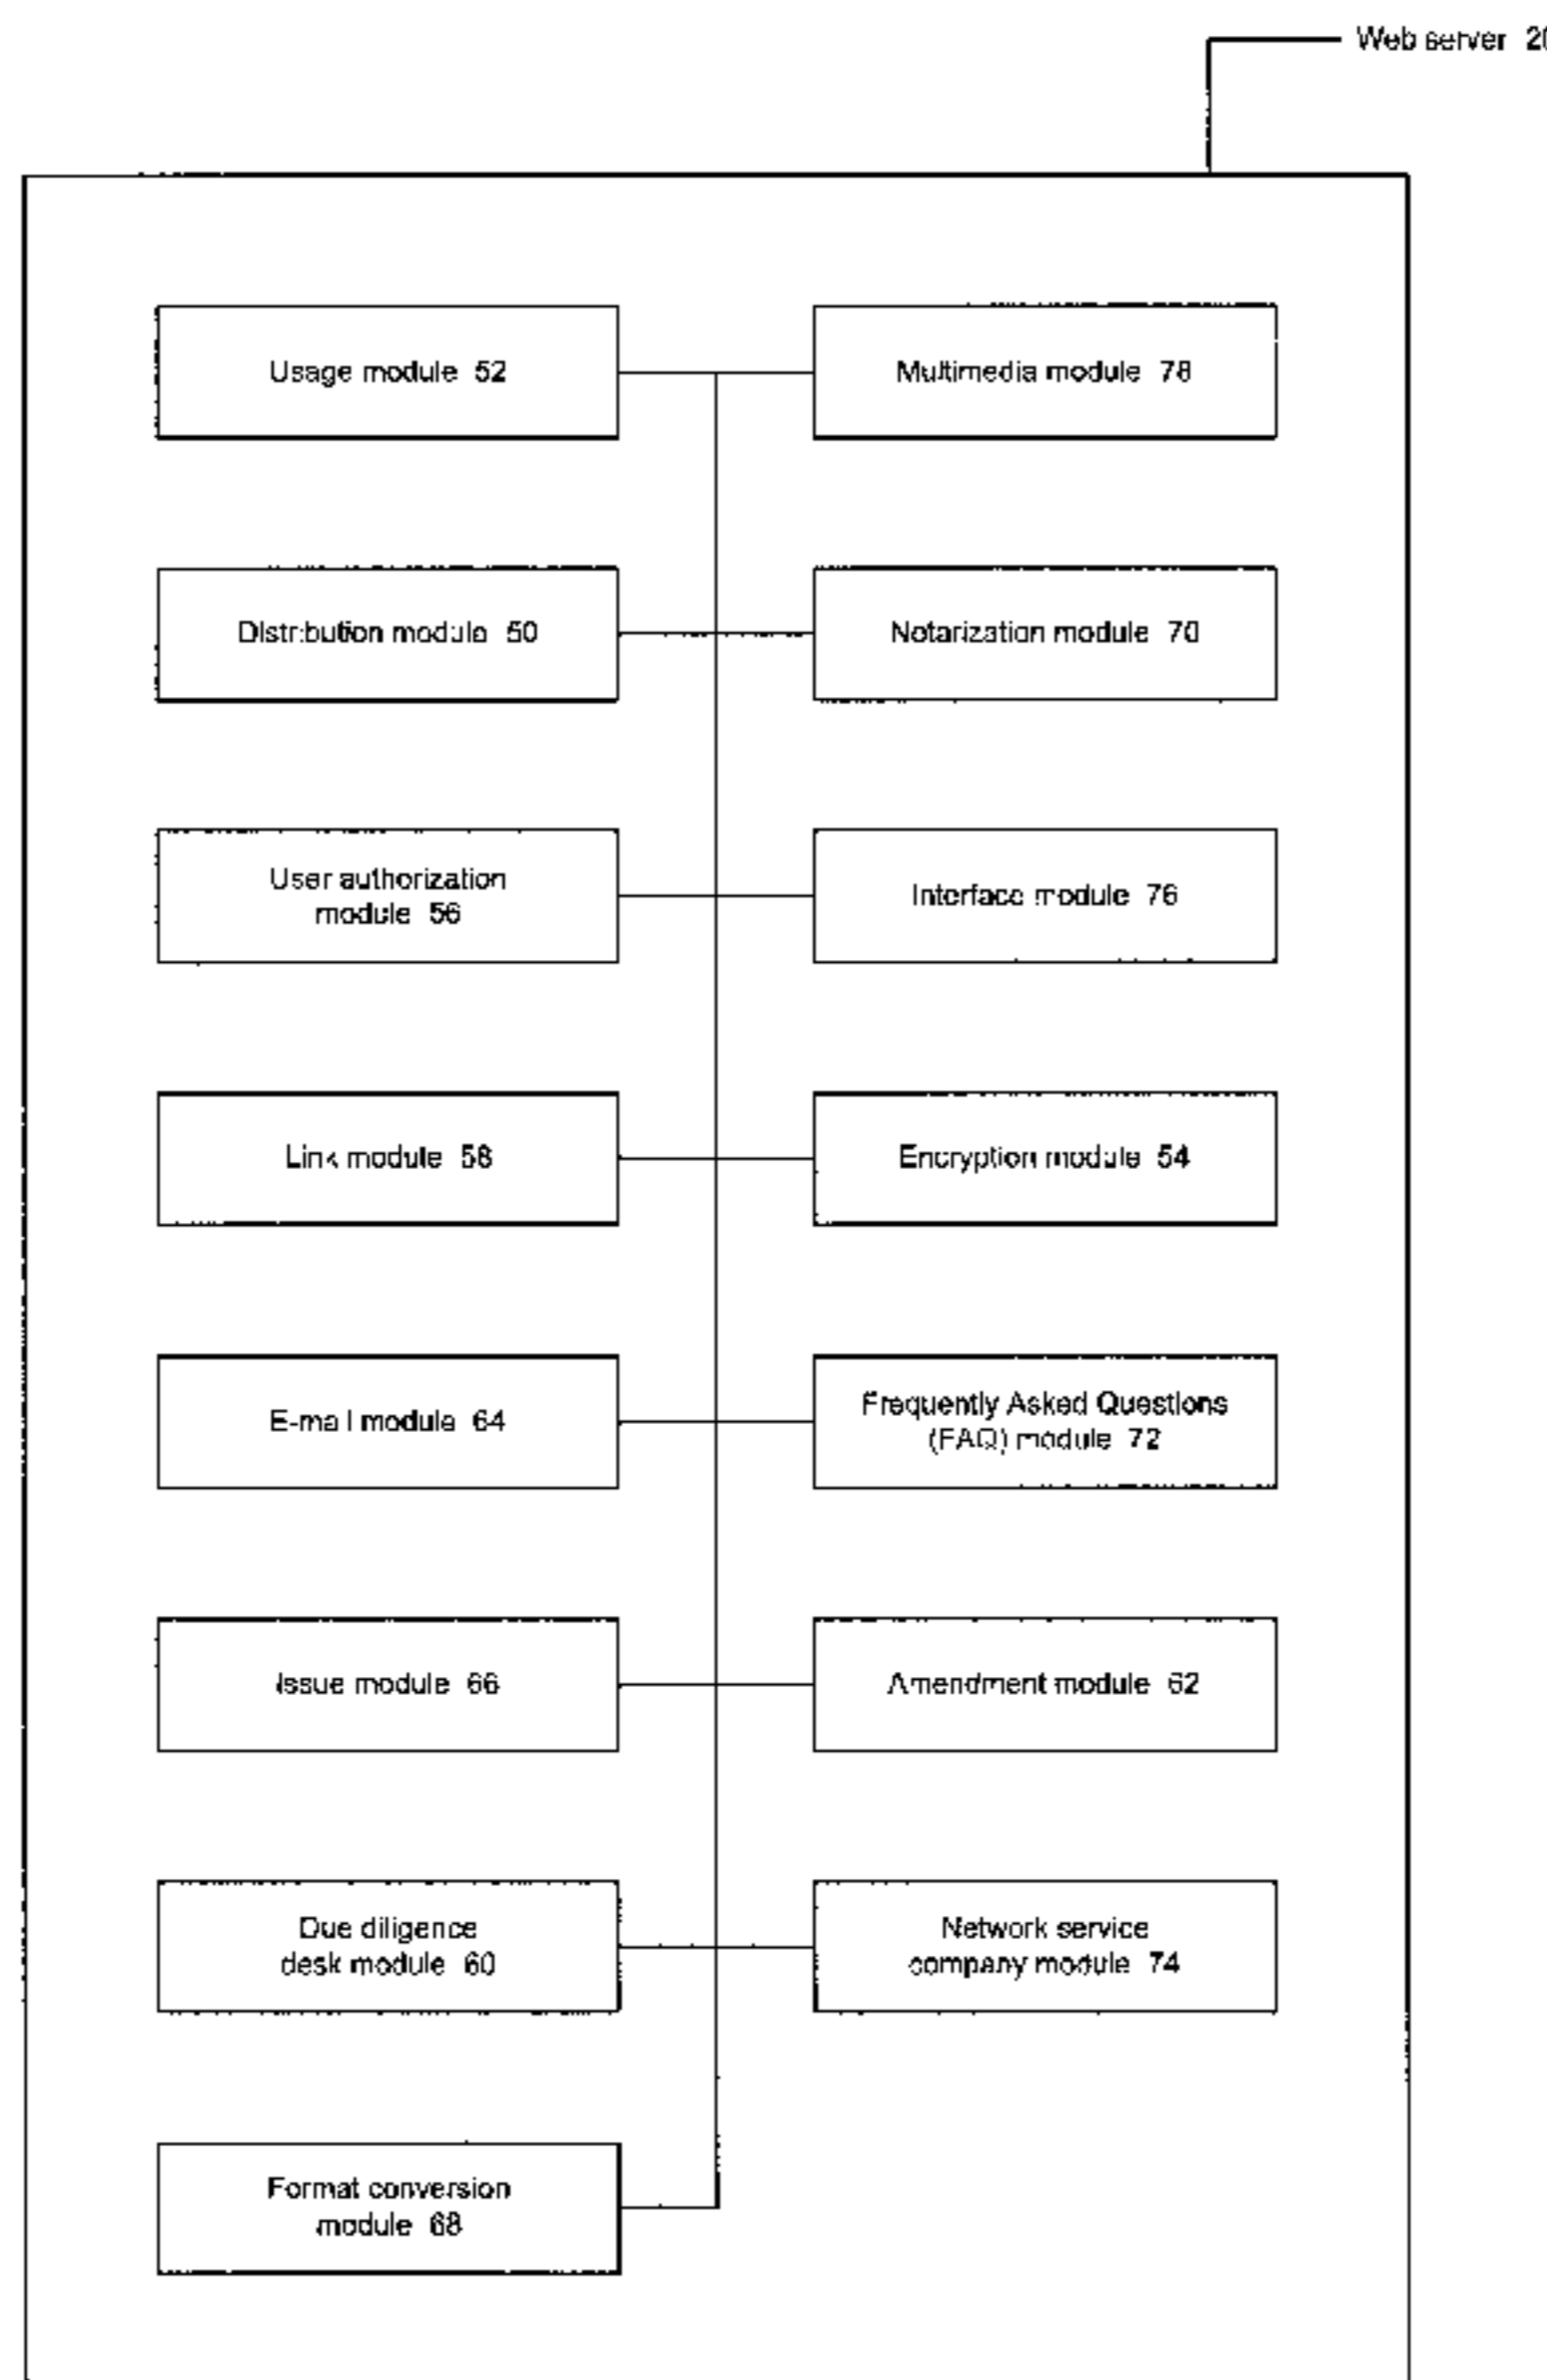 Web server 20
Usage module 52
Multimedia module 78
Distribution module 50
Notarization module 70
User authorization
module 56
Interface module 76
Link module 58
Encryption module 54
E-mail module 64
Frequently Asked Questions
(FAQ) module 72
Issue module 66
Amendment module 62
Due diligence
desk module 60
Network service
company module 74
Format conversion
module 68